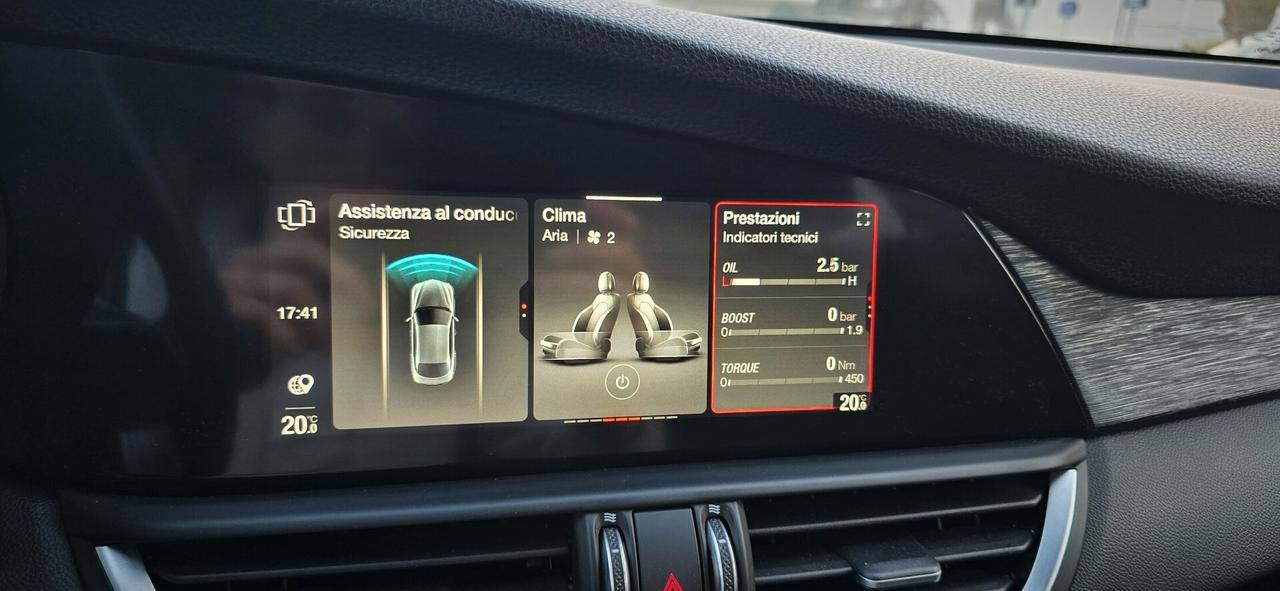 17:41
20.0°C
Assistenza al conduc
Sicurezza
Clima
Aria | 2
Prestazioni
Indicatori tecnici
OIL 2.5 bar
L H
BOOST 0 bar
0 1.9
TORQUE 0 Nm
0 450
20.0°C